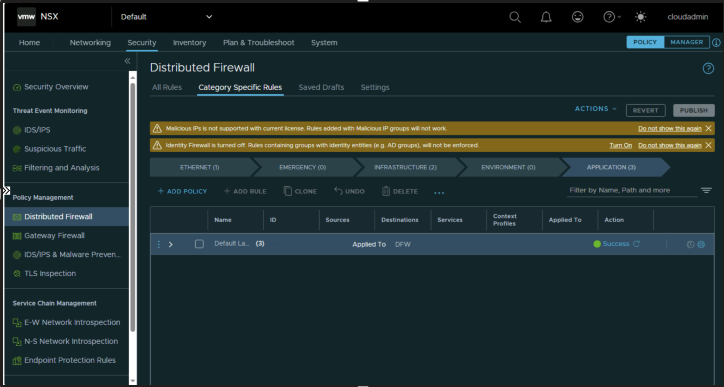 vmw NSX Default cloudadmin
Home Networking Security Inventory Plan & Troubleshoot System POLICY MANAGER
Security Overview
Threat Event Monitoring
IDS/IPS
Suspicious Traffic
Filtering and Analysis
Policy Management
Distributed Firewall
Gateway Firewall
IDS/IPS & Malware Preven...
TLS Inspection
Service Chain Management
E-W Network Introspection
N-S Network Introspection
Endpoint Protection Rules
Distributed Firewall
All Rules Category Specific Rules Saved Drafts Settings
ACTIONS REVERT PUBLISH
Malicious IPs is not supported with current license. Rules added with Malicious IP groups will not work. Do not show this again
Identity Firewall is turned off. Rules containing groups with identity entities (e.g. AD groups), will not be enforced. Turn On Do not show this again
ETHERNET (1) EMERGENCY (0) INFRASTRUCTURE (2) ENVIRONMENT (0) APPLICATION (3)
+ ADD POLICY + ADD RULE CLONE UNDO DELETE ... Filter by Name, Path and more
Name ID Sources Destinations Services Context Profiles Applied To Action
Default La... (3) Applied To DFW Success